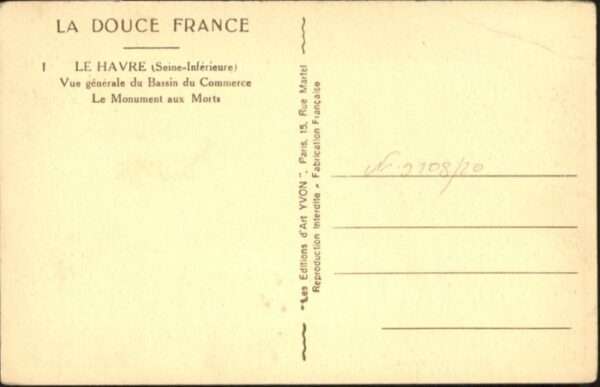 LA DOUCE FRANCE
1 LE HAVRE (Seine-Inférieure)
Vue générale du Bassin du Commerce
Le Monument aux Morts
"Les Editions d'Art YVON", Paris, 15, Rue Martel
Reproduction Interdite - Fabrication Française